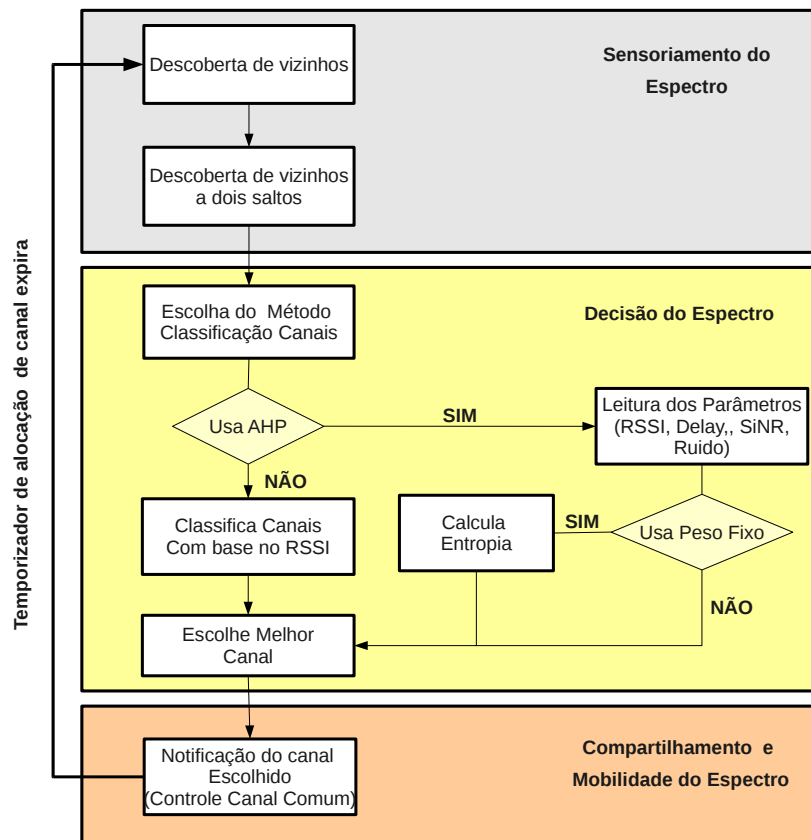 Sensoriamento do
Espectro
Descoberta de vizinhos
Descoberta de vizinhos
a dois saltos
Temporizador de alocação de canal expira
Decisão do Espectro
Escolha do Método
Classificação Canais
Usa AHP
SIM
Leitura dos Parâmetros
(RSSI, Delay,, SiNR,
Ruido)
NÃO
Classifica Canais
Com base no RSSI
Calcula
Entropia
SIM
Usa Peso Fixo
NÃO
Escolhe Melhor
Canal
Compartilhamento e
Mobilidade do Espectro
Notificação do canal
Escolhido
(Controle Canal Comum)